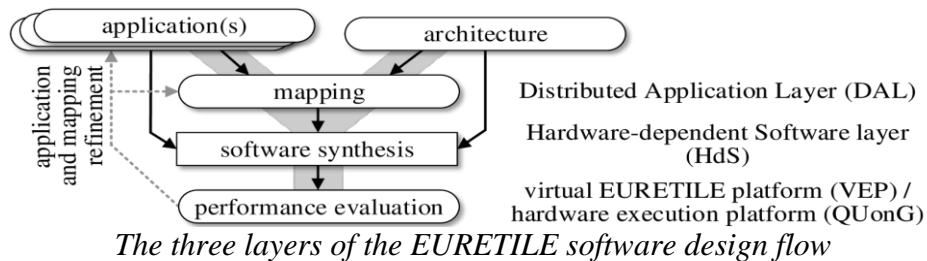 application(s)
architecture
application
and mapping
refinement
mapping
Distributed Application Layer (DAL)
software synthesis
Hardware-dependent Software layer
(HdS)
performance evaluation
virtual EURETILE platform (VEP) /
hardware execution platform (QUonG)
The three layers of the EURETILE software design flow